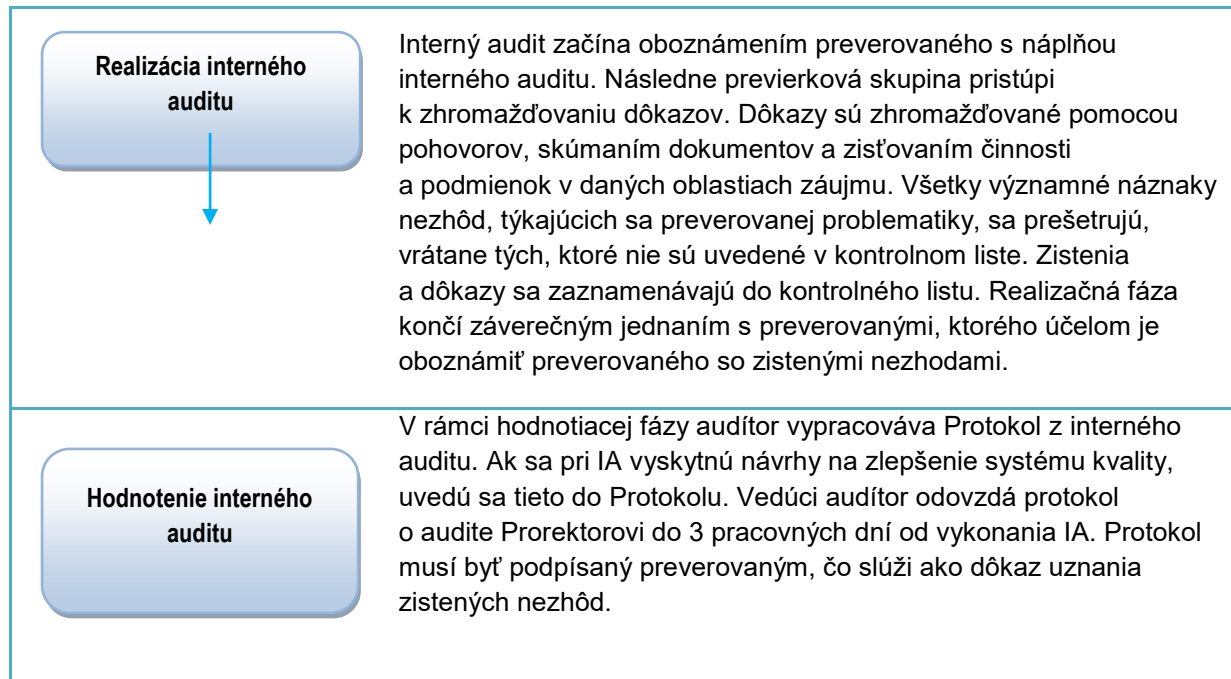 Realizácia interného
auditu
Interný audit začína oboznámením preverovaného s náplňou
interného auditu. Následne previerková skupina pristúpi
k zhromažďovaniu dôkazov. Dôkazy sú zhromažďované pomocou
pohovorov, skúmaním dokumentov a zisťovaním činnosti
a podmienok v daných oblastiach záujmu. Všetky významné náznaky
nezhôd, týkajúcich sa preverovanej problematiky, sa prešetrujú,
vrátane tých, ktoré nie sú uvedené v kontrolnom liste. Zistenia
a dôkazy sa zaznamenávajú do kontrolného listu. Realizačná fáza
končí záverečným jednaním s preverovanými, ktorého účelom je
oboznámiť preverovaného so zistenými nezhodami.
Hodnotenie interného
auditu
V rámci hodnotiacej fázy audítor vypracováva Protokol z interného
auditu. Ak sa pri IA vyskytnú návrhy na zlepšenie systému kvality,
uvedú sa tieto do Protokolu. Vedúci audítor odovzdá protokol
o audite Prorektorovi do 3 pracovných dní od vykonania IA. Protokol
musí byť podpísaný preverovaným, čo slúži ako dôkaz uznania
zistených nezhôd.